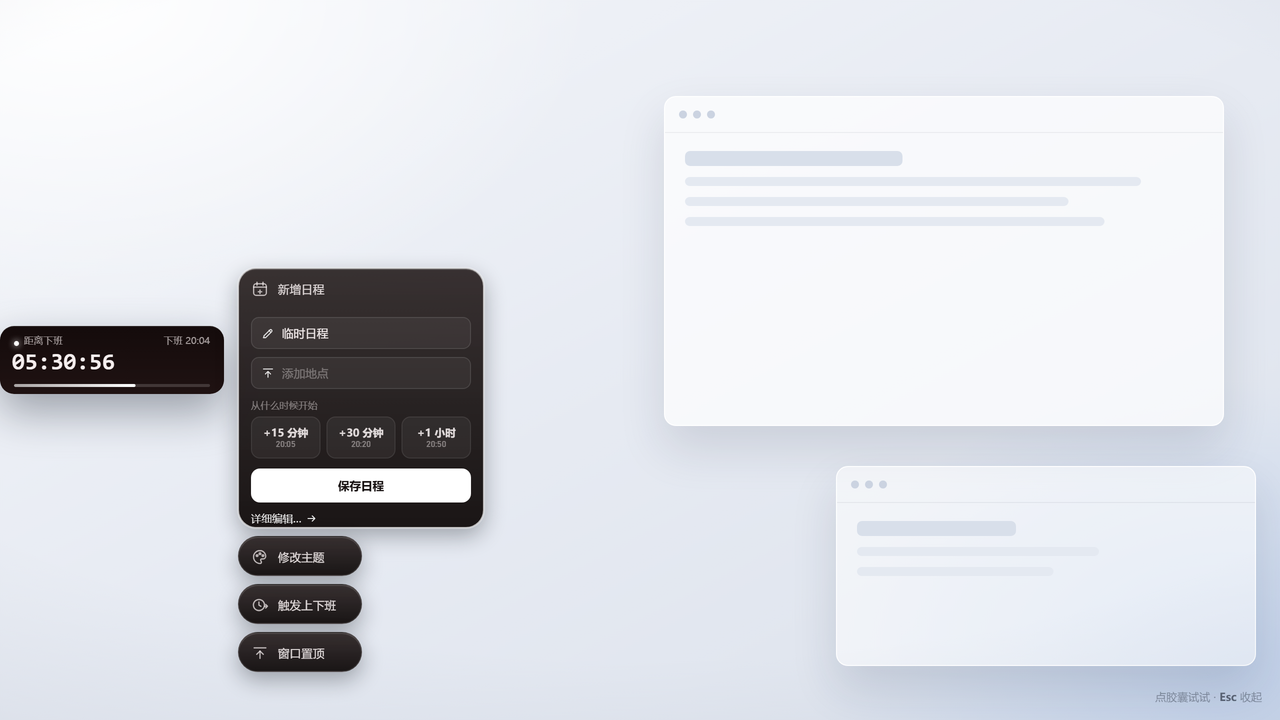 距离下班
下班 20:04
05:30:56
新增日程
临时日程
添加地点
从什么时候开始
+15 分钟
20:05
+30 分钟
20:20
+1 小时
20:50
保存日程
详细编辑... →
修改主题
触发上下班
窗口置顶
点胶囊试试 · Esc 收起